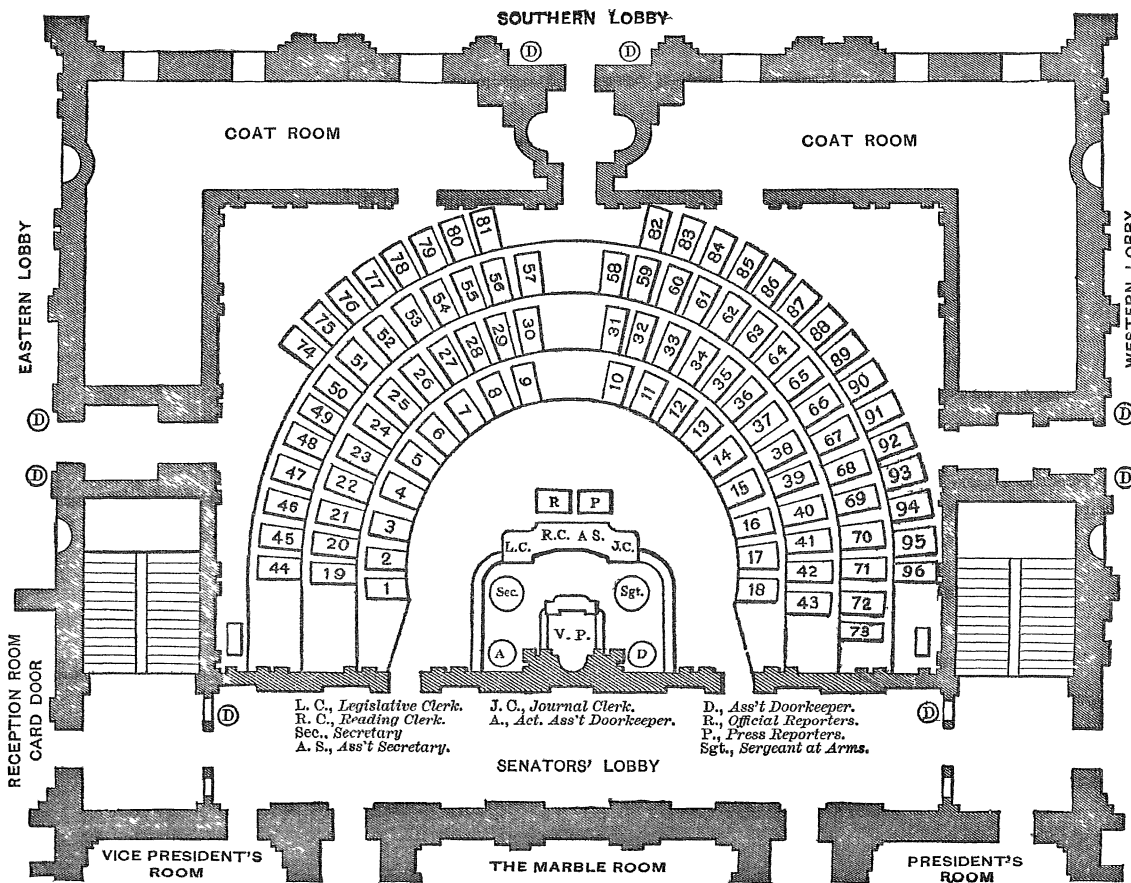 SOUTHERN LOBBY
D D
COAT ROOM
COAT ROOM
EASTERN LOBBY
WESTERN LOBBY
D
D
D
D
74 75 76 77 78 79 80 81 82 83 84 85 86 87 88 89 90 91 92 93 94 95 96
44 45 46 47 48 49 50 51 52 53 54 55 56 57 58 59 60 61 62 63 64 65 66 67 68 69 70 71 72 73
19 20 21 22 23 24 25 26 27 28 29 30 31 32 33 34 35 36 37 38 39 40 41 42 43
1 2 3 4 5 6 7 8 9 10 11 12 13 14 15 16 17 18
R P
L.C. R.C. A S. J.C.
Sec. Sgt.
V. P.
A D
RECEPTION ROOM
CARD DOOR
D
D
L. C., Legislative Clerk.
R. C., Reading Clerk.
Sec., Secretary
A. S., Ass't Secretary.
J. C., Journal Clerk.
A., Act. Ass't Doorkeeper.
D., Ass't Doorkeeper.
R., Official Reporters.
P., Press Reporters.
Sgt., Sergeant at Arms.
SENATORS' LOBBY
VICE PRESIDENT'S
ROOM
THE MARBLE ROOM
PRESIDENT'S
ROOM